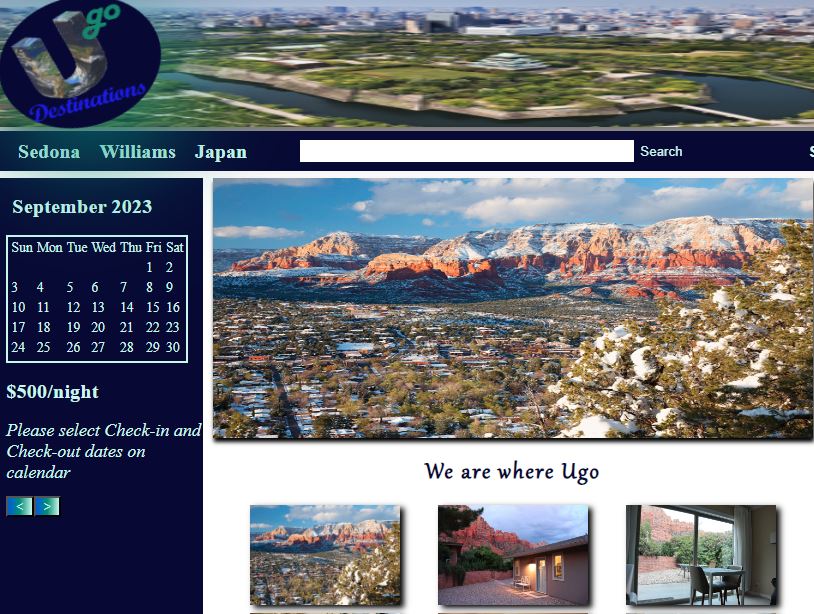 Ugo
Destinations
Sedona Williams Japan Search S
September 2023
Sun Mon Tue Wed Thu Fri Sat
1 2
3 4 5 6 7 8 9
10 11 12 13 14 15 16
17 18 19 20 21 22 23
24 25 26 27 28 29 30
$500/night
Please select Check-in and
Check-out dates on
calendar
< >
We are where Ugo